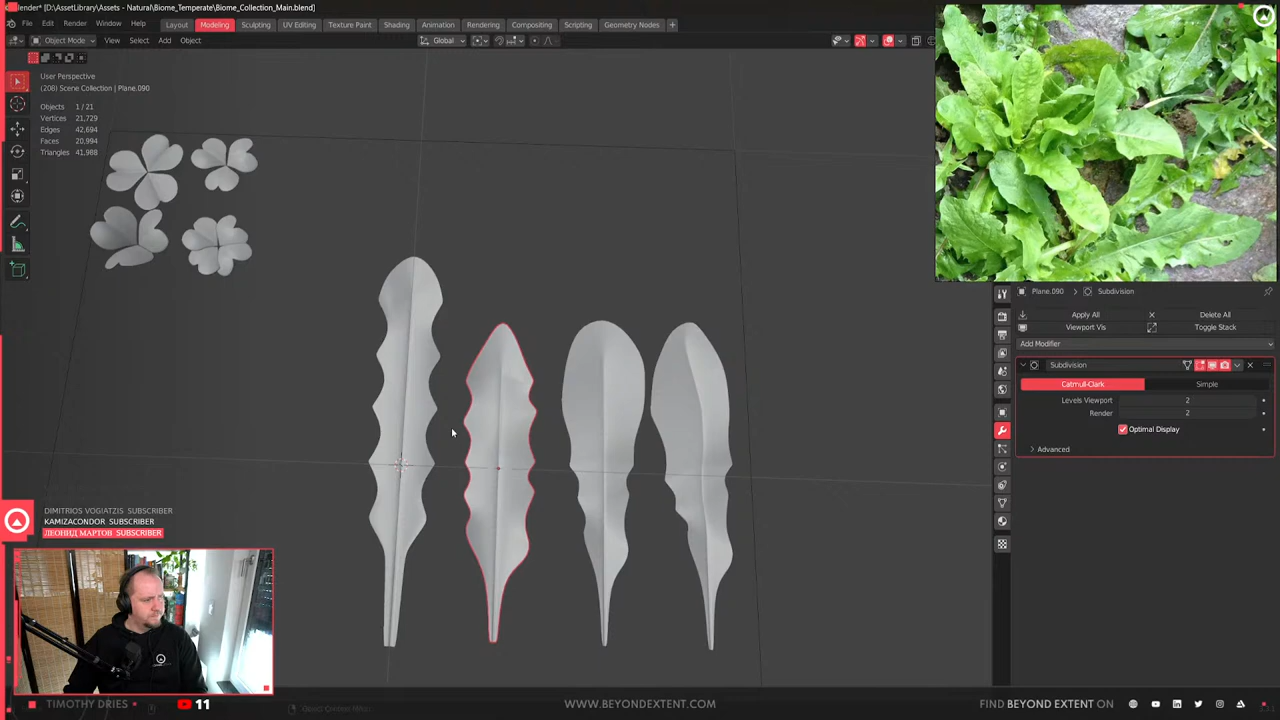 Blender* [D:\AssetLibrary\Assets - Natural\Biome_Temperate\Biome_Collection_Main.blend]
File Edit Render Window Help
Layout Modeling Sculpting UV Editing Texture Paint Shading Animation Rendering Compositing Scripting Geometry Nodes +
Object Mode View Select Add Object Global
User Perspective
(208) Scene Collection | Plane.090
Objects 1 / 21
Vertices 21,729
Edges 42,694
Faces 20,994
Triangles 41,988
Plane.090 Subdivision
Apply All Delete All
Viewport Vis Toggle Stack
Add Modifier
Subdivision
Catmull-Clark Simple
Levels Viewport 2
Render 2
Optimal Display
Advanced
DIMITRIOS VOGIATZIS SUBSCRIBER
KAMIZACONDOR SUBSCRIBER
ЛЕОНИД МАРТОВ SUBSCRIBER
TIMOTHY DRIES 11 WWW.BEYONDEXTENT.COM FIND BEYOND EXTENT ON